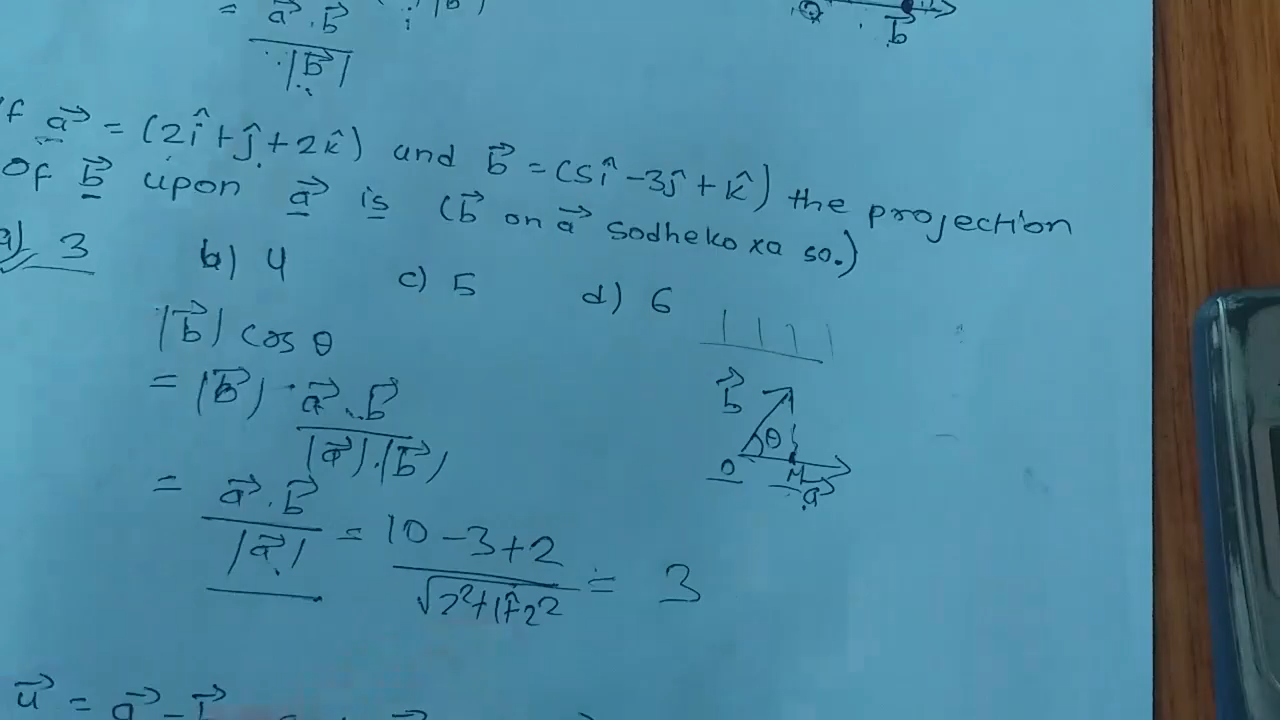 = a⃗ . b⃗ / |b⃗|
b⃗
If a⃗ = (2î + ĵ + 2k̂) and b⃗ = (5î - 3ĵ + k̂) the projection
of b⃗ upon a⃗ is (b⃗ on a⃗ sodheko xa so.)
a) 3 b) 4 c) 5 d) 6
|b⃗| cos θ
= |b⃗| . a⃗ . b⃗ / |a⃗| . |b⃗|
b⃗
θ
O M a⃗
= a⃗ . b⃗ / |a⃗| = 10 - 3 + 2 / √2² + 1² + 2² = 3
u⃗ = a⃗ - b⃗